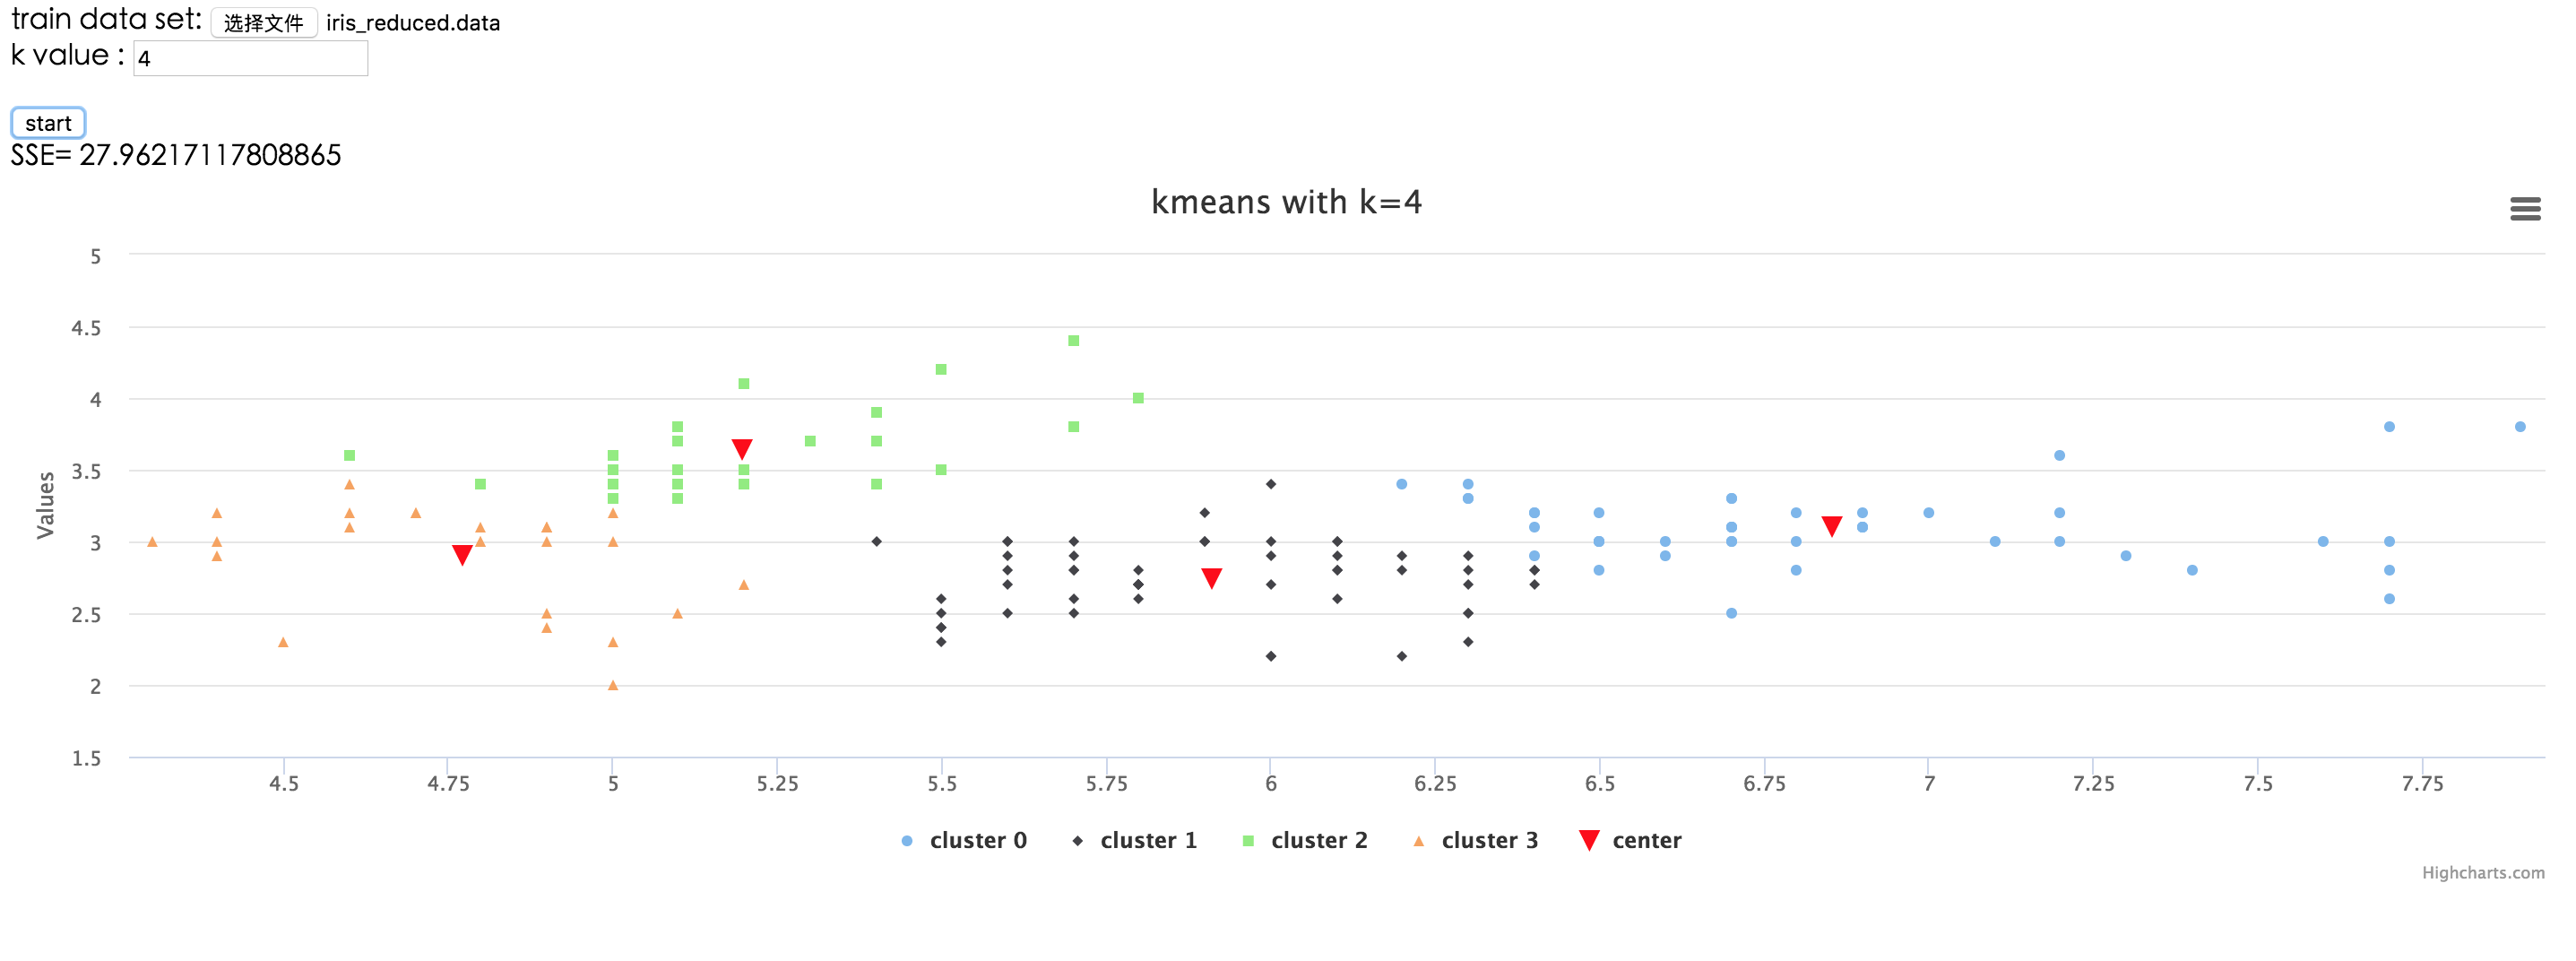 train data set: 选择文件 iris_reduced.data
k value : 4
start
SSE= 27.96217117808865
kmeans with k=4
5
4.5
4
3.5
3
2.5
2
1.5
Values
4.5 4.75 5 5.25 5.5 5.75 6 6.25 6.5 6.75 7 7.25 7.5 7.75
cluster 0 cluster 1 cluster 2 cluster 3 center
Highcharts.com